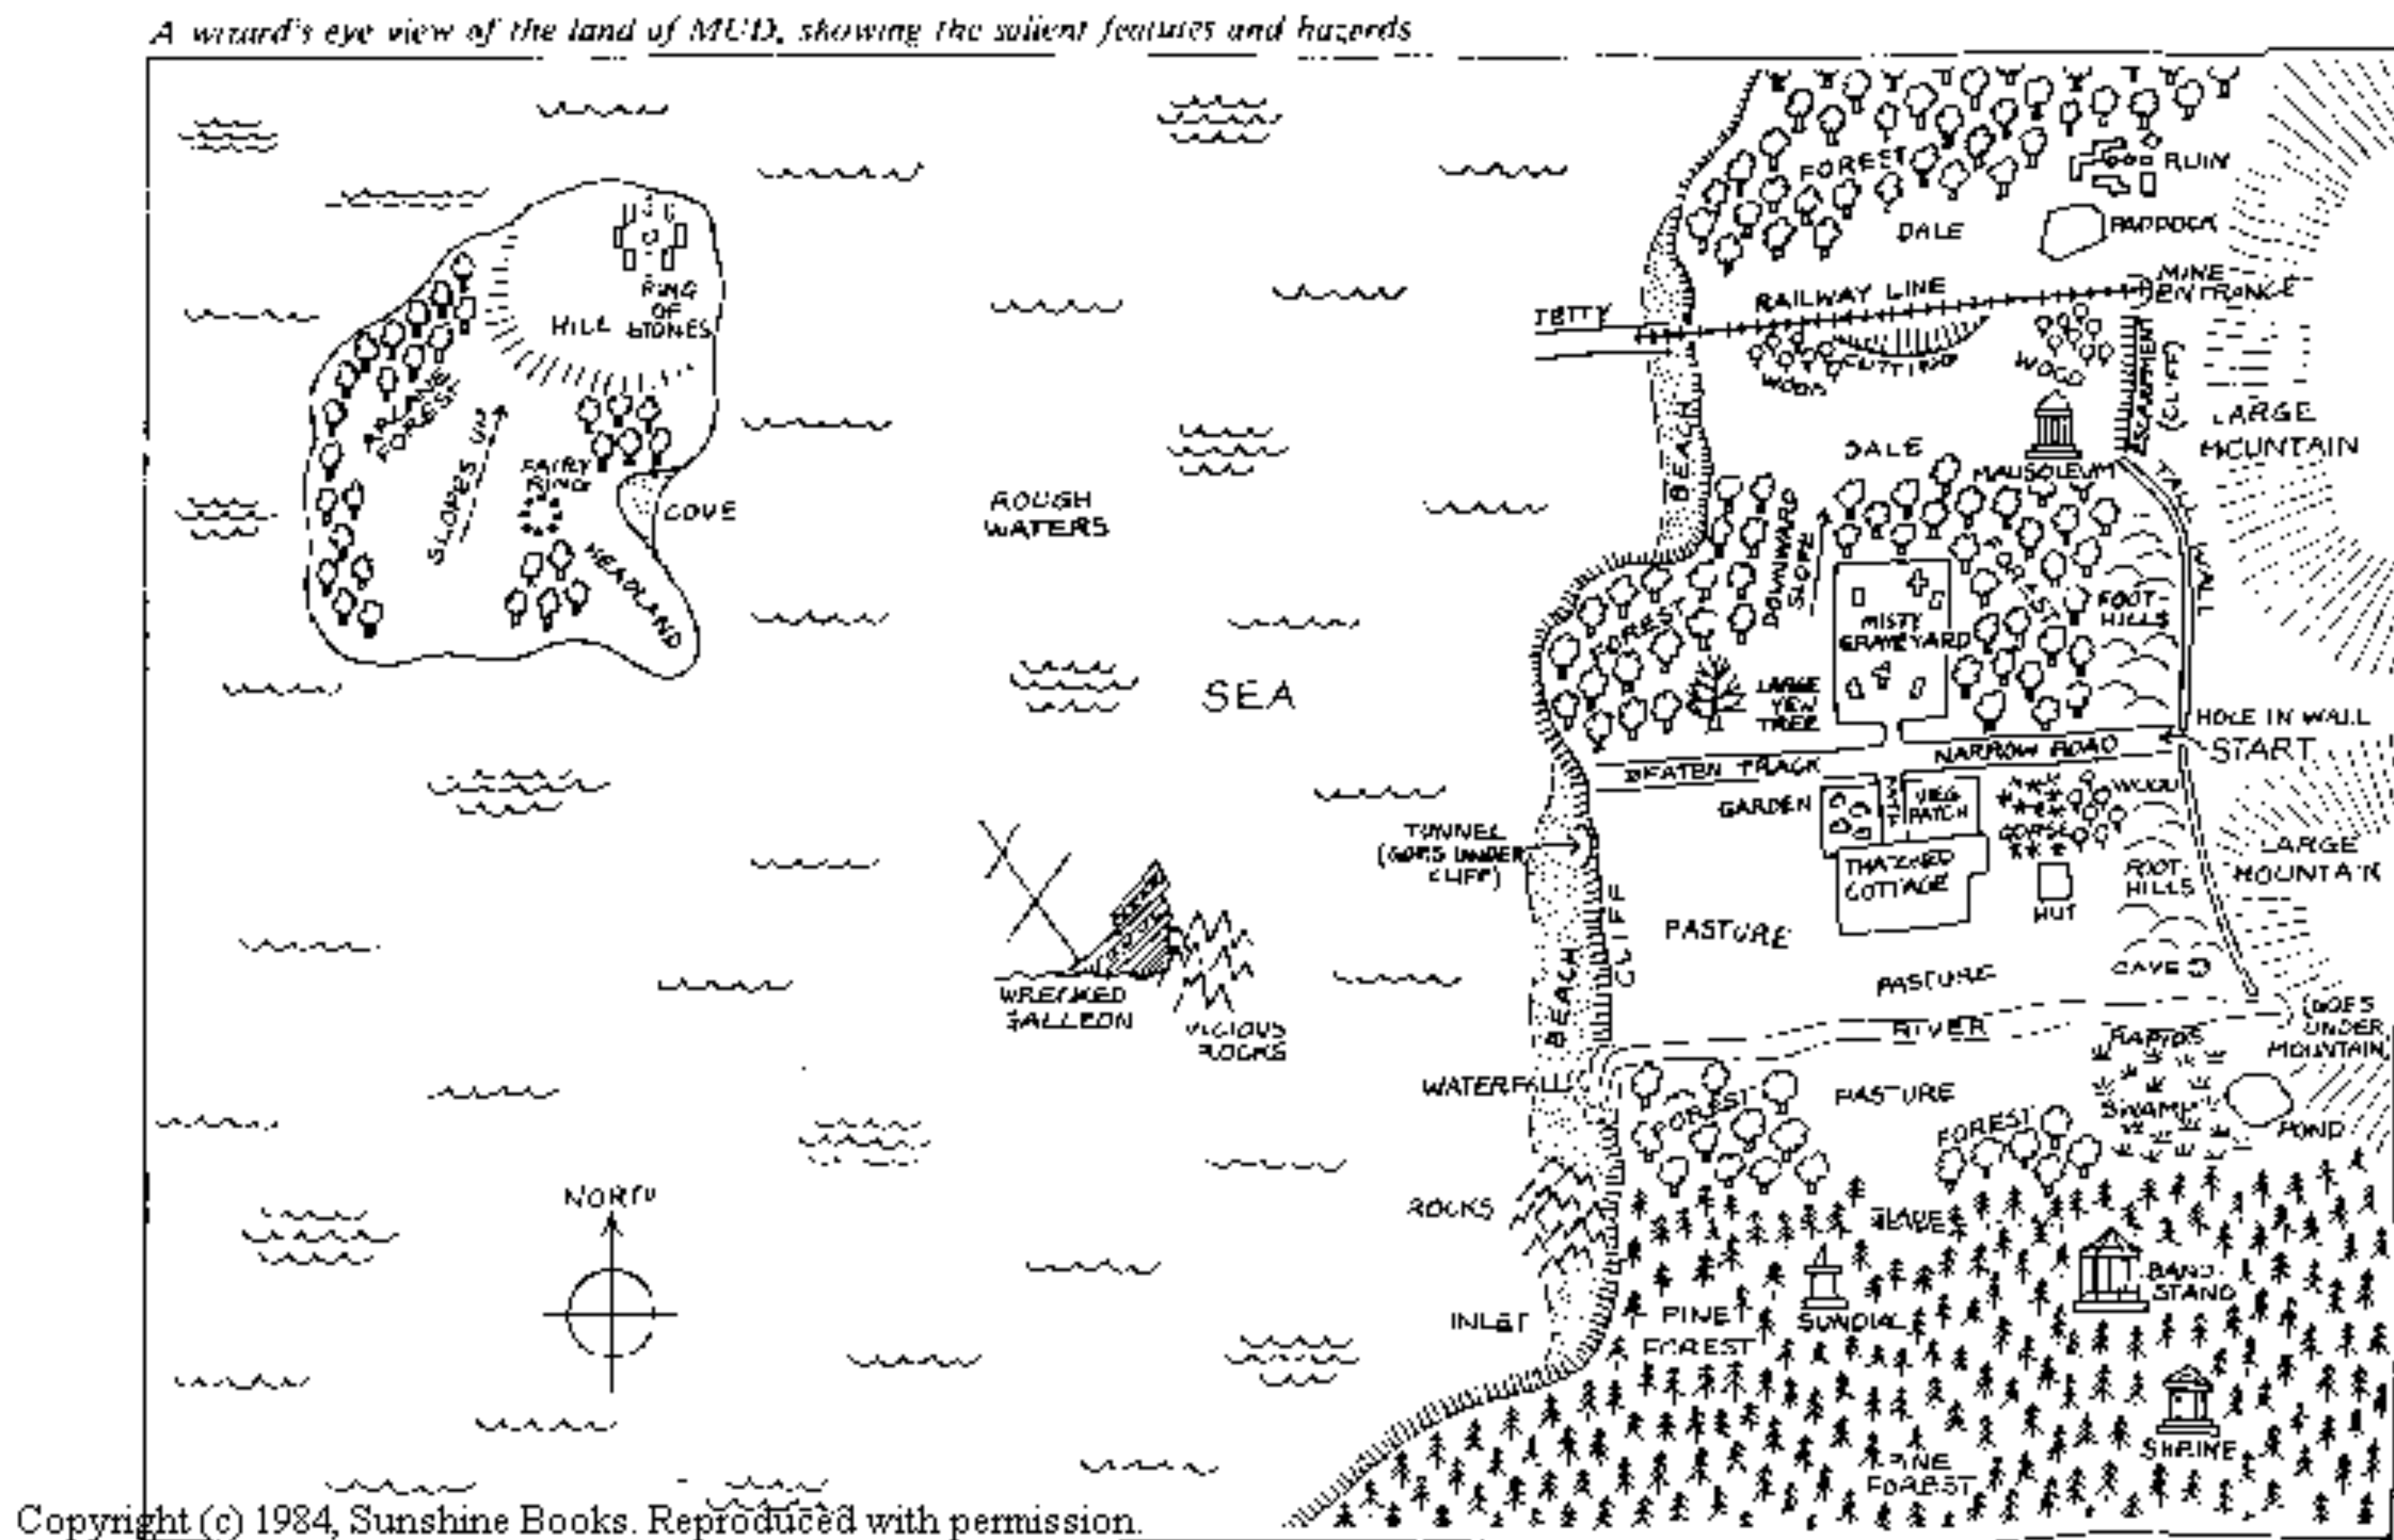 A wizard's eye view of the land of MUD, showing the salient features and hazards
FOREST
RUIN
DALE
PADDOCK
RAILWAY LINE
MINE
ENTRANCE
JETTY
RING
OF
STONES
HILL
WOOD
CUTTING
WOOD
ESCARPMENT
(CLIFF)
LARGE
MOUNTAIN
BEACH
DALE
MAUSOLEUM
TALL
WALL
SLOPES UP
FAIRY
RING
COVE
HEADLAND
ROUGH
WATERS
DOWNWARD
SLOPE
FOREST
FOREST
FOOT-
HILLS
MISTY
GRAVEYARD
LARGE
YEW
TREE
SEA
HOLE IN WALL
START
NARROW ROAD
BEATEN TRACK
GARDEN
PATH
VEG
PATCH
WOOD
GORSE
TUNNEL
(GOES UNDER
CLIFF)
THATCHED
COTTAGE
HUT
FOOT
HILLS
LARGE
MOUNTAIN
CLIFF
PASTURE
BEACH
PASTURE
CAVE
WRECKED
GALLEON
VICIOUS
ROCKS
RIVER
RAPIDS
(GOES
UNDER
MOUNTAIN)
WATERFALL
FOREST
PASTURE
FOREST
SWAMP
POND
NORTH
ROCKS
GLADE
BAND
STAND
INLET
PINE
FOREST
SUNDIAL
SHRINE
PINE
FOREST
Copyright (c) 1984, Sunshine Books. Reproduced with permission.